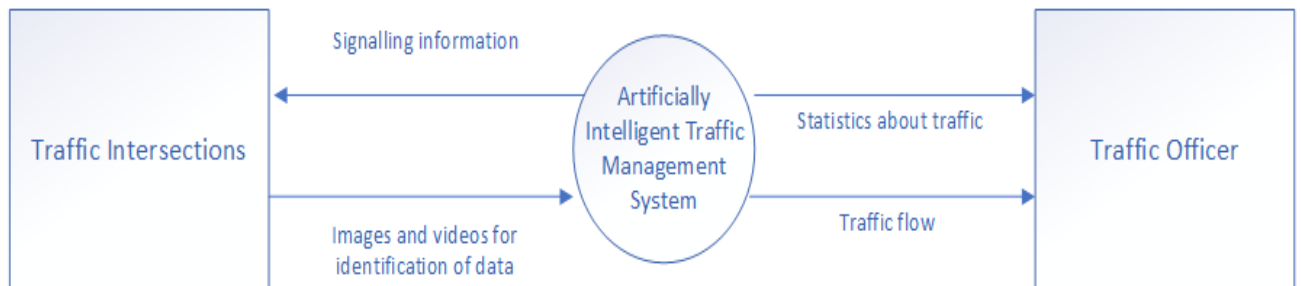 Signalling information
Traffic Intersections
Images and videos for
identification of data
Artificially
Intelligent Traffic
Management
System
Statistics about traffic
Traffic flow
Traffic Officer